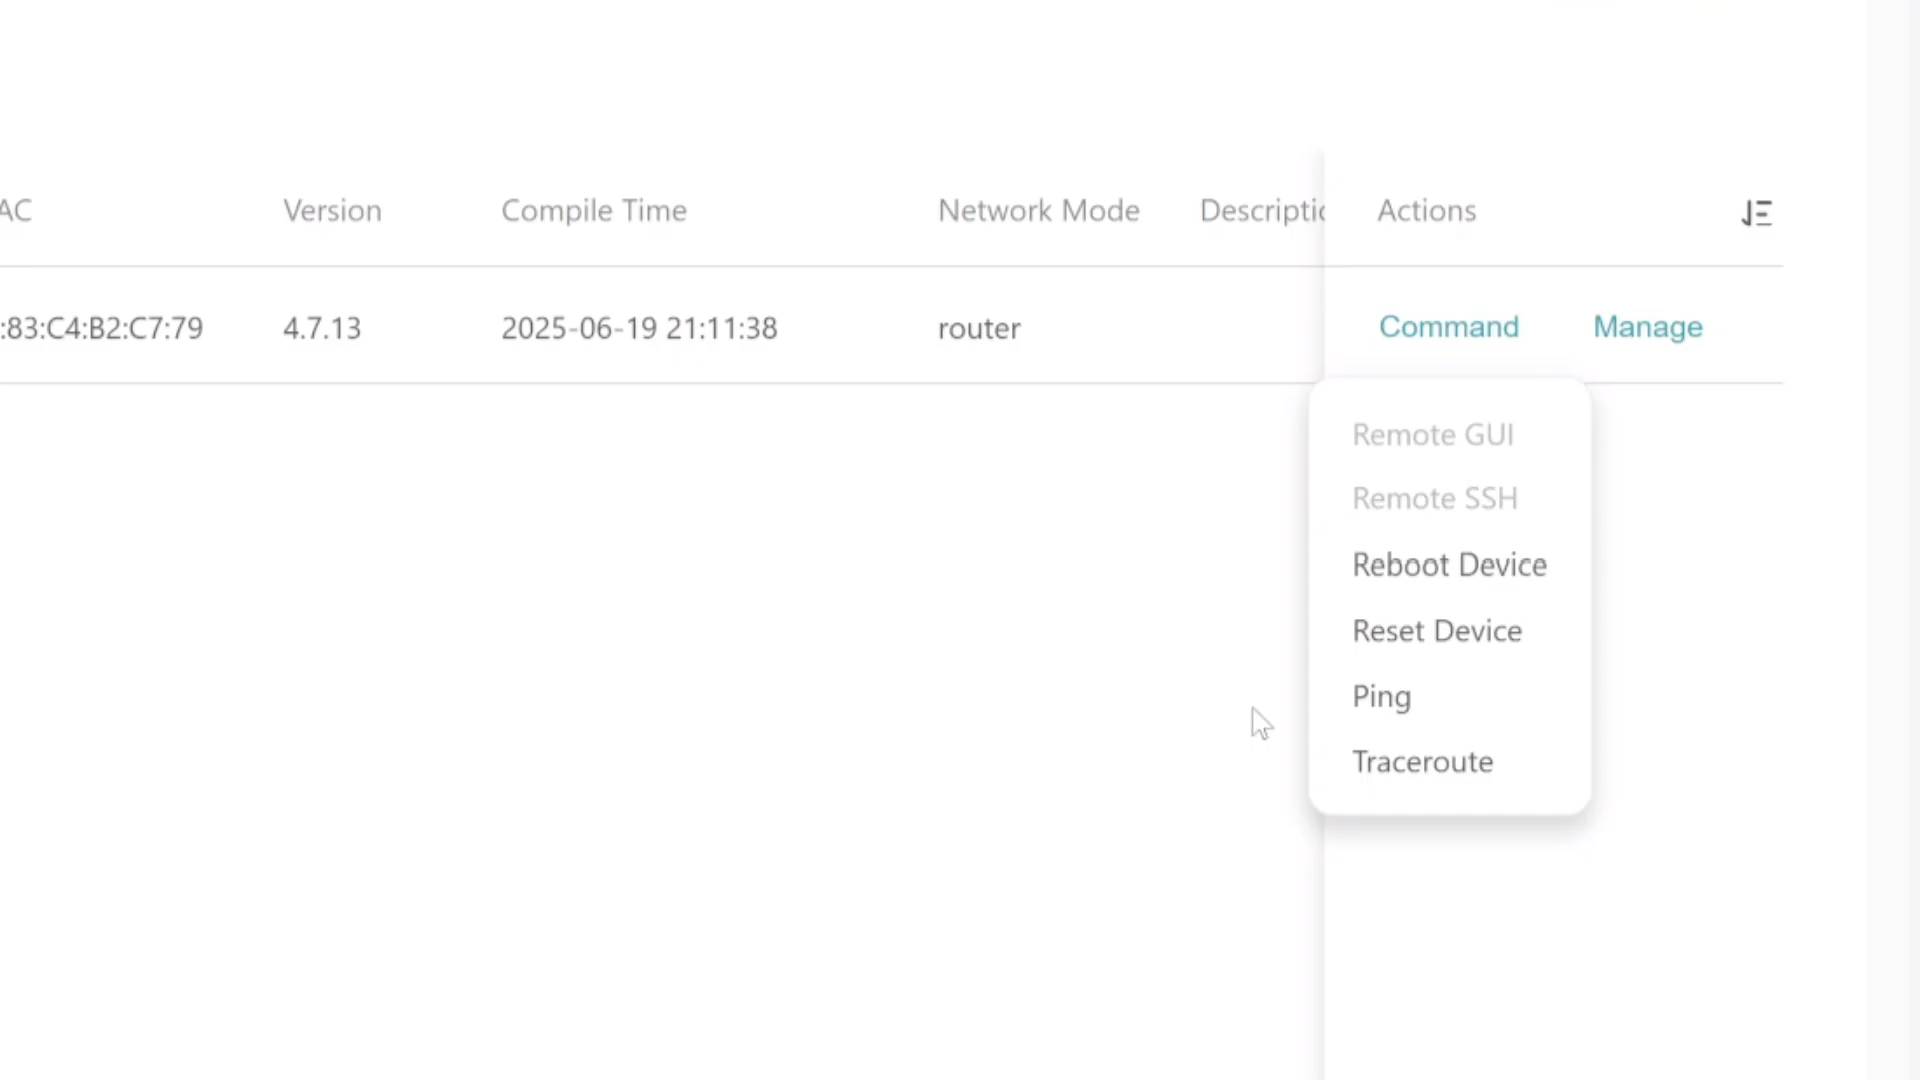 AC Version Compile Time Network Mode Descriptic Actions
:83:C4:B2:C7:79 4.7.13 2025-06-19 21:11:38 router Command Manage
Remote GUI
Remote SSH
Reboot Device
Reset Device
Ping
Traceroute